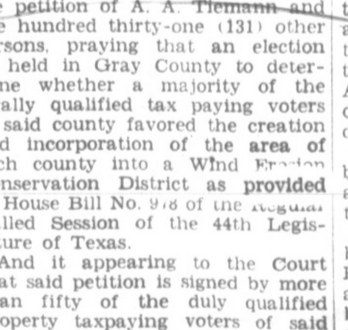 petition of A. A. Tiemann and
hundred thirty-one (131) other
rsons, praying that an election
held in Gray County to deter-
ne whether a majority of the
ally qualified tax paying voters
said county favored the creation
d incorporation of the area of
ch county into a Wind Erosion
nservation District as provided
House Bill No. 978 of the Regular
lled Session of the 44th Legis-
ture of Texas.
And it appearing to the Court
at said petition is signed by more
an fifty of the duly qualified
operty taxpaying voters of said